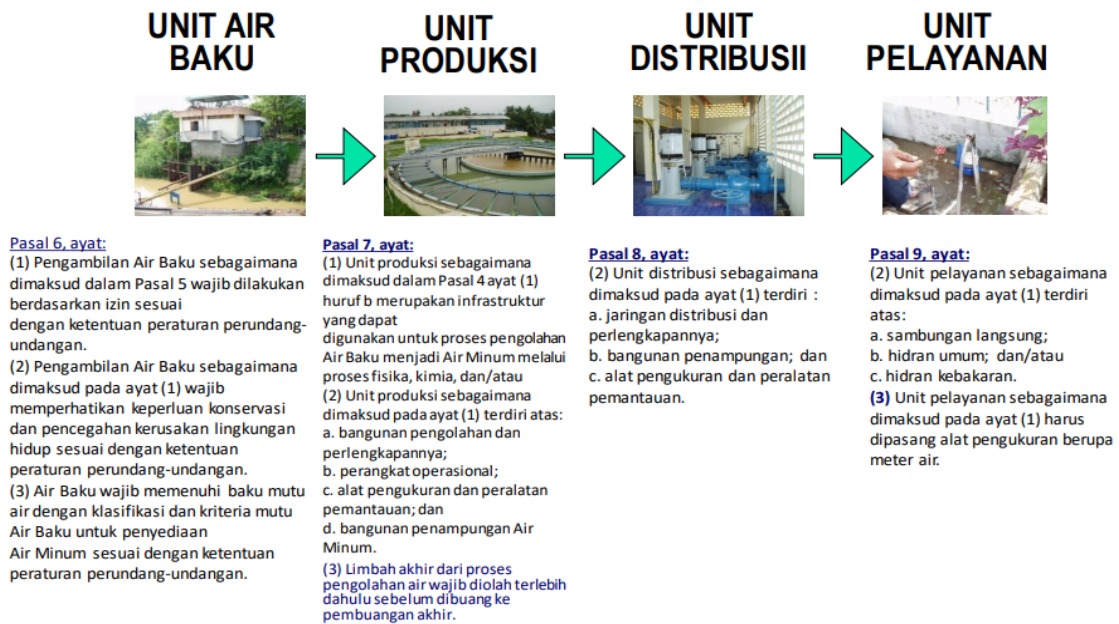 UNIT AIR
BAKU
UNIT
PRODUKSI
UNIT
DISTRIBUSII
UNIT
PELAYANAN
Pasal 6, ayat:
(1) Pengambilan Air Baku sebagaimana
dimaksud dalam Pasal 5 wajib dilakukan
berdasarkan izin sesuai
dengan ketentuan peraturan perundang-
undangan.
(2) Pengambilan Air Baku sebagaimana
dimaksud pada ayat (1) wajib
memperhatikan keperluan konservasi
dan pencegahan kerusakan lingkungan
hidup sesuai dengan ketentuan
peraturan perundang-undangan.
(3) Air Baku wajib memenuhi baku mutu
air dengan klasifikasi dan kriteria mutu
Air Baku untuk penyediaan
Air Minum sesuai dengan ketentuan
peraturan perundang-undangan.
Pasal 7, ayat:
(1) Unit produksi sebagaimana
dimaksud dalam Pasal 4 ayat (1)
huruf b merupakan infrastruktur
yang dapat
digunakan untuk proses pengolahan
Air Baku menjadi Air Minum melalui
proses fisika, kimia, dan/atau
(2) Unit produksi sebagaimana
dimaksud pada ayat (1) terdiri atas:
a. bangunan pengolahan dan
perlengkapannya;
b. perangkat operasional;
c. alat pengukuran dan peralatan
pemantauan; dan
d. bangunan penampungan Air
Minum.
(3) Limbah akhir dari proses
pengolahan air wajib diolah terlebih
dahulu sebelum dibuang ke
pembuangan akhir.
Pasal 8, ayat:
(2) Unit distribusi sebagaimana
dimaksud pada ayat (1) terdiri :
a. jaringan distribusi dan
perlengkapannya;
b. bangunan penampungan; dan
c. alat pengukuran dan peralatan
pemantauan.
Pasal 9, ayat:
(2) Unit pelayanan sebagaimana
dimaksud pada ayat (1) terdiri
atas:
a. sambungan langsung;
b. hidran umum; dan/atau
c. hidran kebakaran.
(3) Unit pelayanan sebagaimana
dimaksud pada ayat (1) harus
dipasang alat pengukuran berupa
meter air.